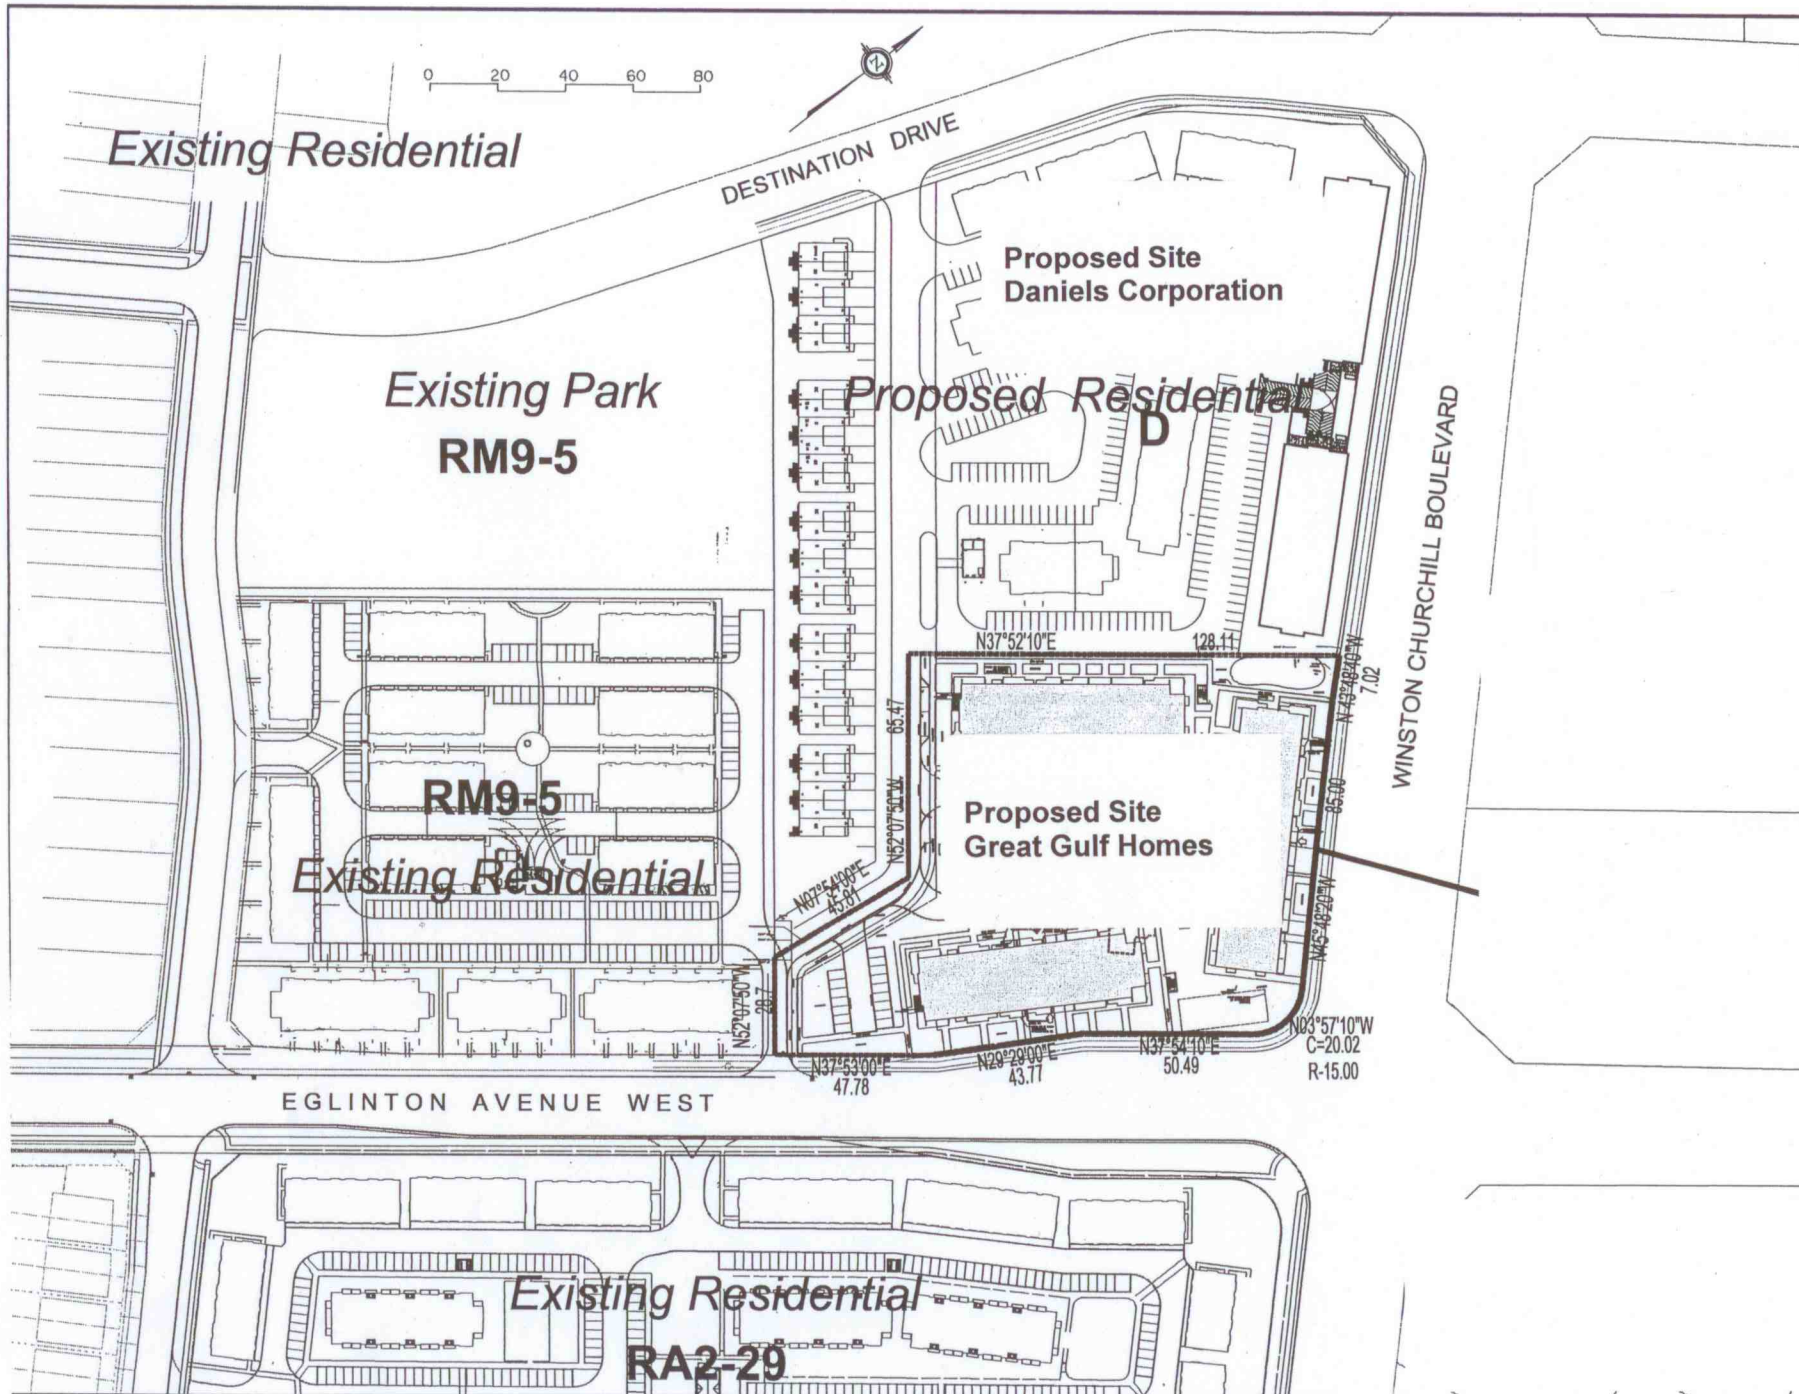 0 20 40 60 80
N
Existing Residential
DESTINATION DRIVE
Proposed Site
Daniels Corporation
Existing Park
RM9-5
Proposed Residential
D
WINSTON CHURCHILL BOULEVARD
N37°52'10"E
128.11
N 43°48'40"W
7.02
65.47
N52°07'50"W
RM9-5
Existing Residential
Proposed Site
Great Gulf Homes
85.00
N45°48'20"W
N07°54'00"E
45.81
N52°07'50"W
28.7
N37°53'00"E
47.78
N29°29'00"E
43.77
N37°54'10"E
50.49
N03°57'10"W
C=20.02
R-15.00
EGLINTON AVENUE WEST
Existing Residential
RA2-29